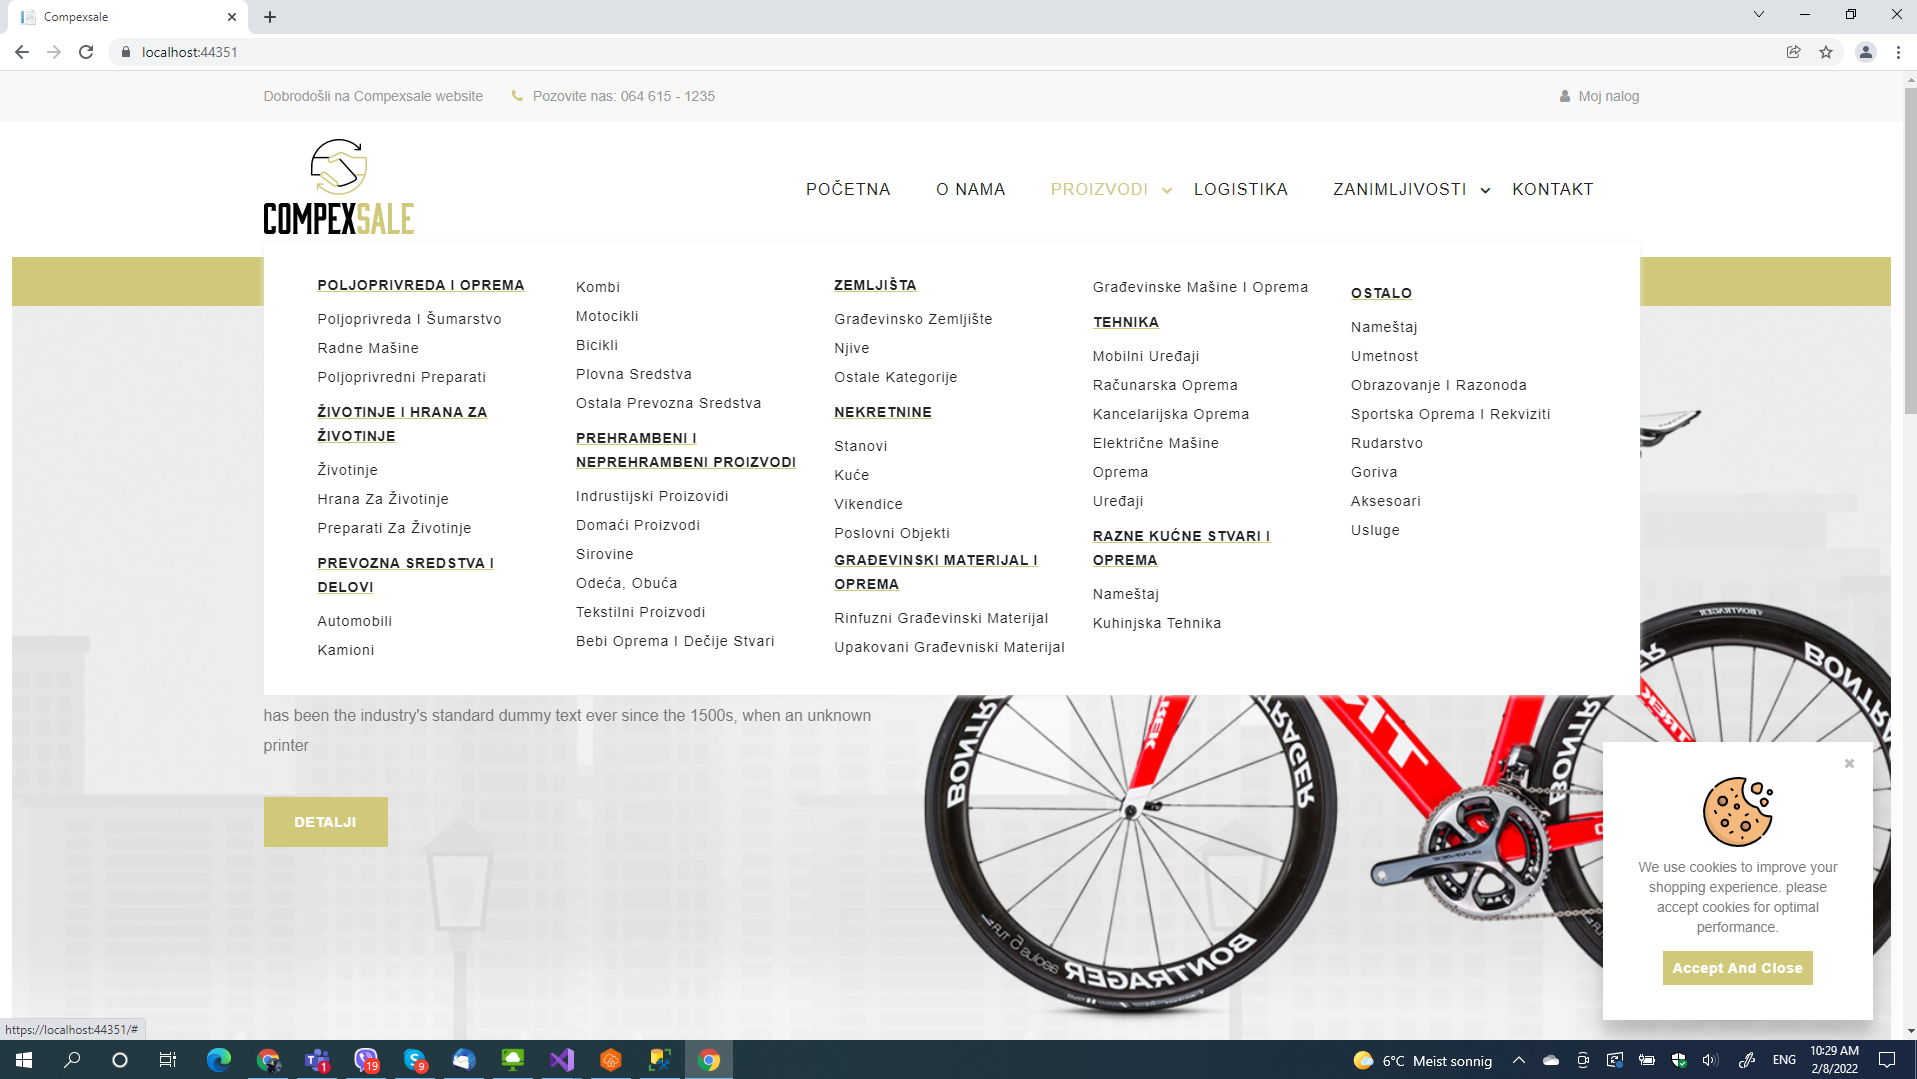 Compexsale
localhost:44351
Dobrodošli na Compexsale website
Pozovite nas: 064 615 - 1235
Moj nalog
COMPEXSALE
POČETNA
O NAMA
PROIZVODI
LOGISTIKA
ZANIMLJIVOSTI
KONTAKT
POLJOPRIVREDA I OPREMA
Poljoprivreda I Šumarstvo
Radne Mašine
Poljoprivredni Preparati
ŽIVOTINJE I HRANA ZA
ŽIVOTINJE
Životinje
Hrana Za Životinje
Preparati Za Životinje
PREVOZNA SREDSTVA I
DELOVI
Automobili
Kamioni
Kombi
Motocikli
Bicikli
Plovna Sredstva
Ostala Prevozna Sredstva
PREHRAMBENI I
NEPREHRAMBENI PROIZVODI
Indrustijski Proizovidi
Domaći Proizvodi
Sirovine
Odeća, Obuća
Tekstilni Proizvodi
Bebi Oprema I Dečije Stvari
ZEMLJIŠTA
Građevinsko Zemljište
Njive
Ostale Kategorije
NEKRETNINE
Stanovi
Kuće
Vikendice
Poslovni Objekti
GRAĐEVINSKI MATERIJAL I
OPREMA
Rinfuzni Građevinski Materijal
Upakovani Građevniski Materijal
Građevinske Mašine I Oprema
TEHNIKA
Mobilni Uređaji
Računarska Oprema
Kancelarijska Oprema
Električne Mašine
Oprema
Uređaji
RAZNE KUĆNE STVARI I
OPREMA
Nameštaj
Kuhinjska Tehnika
OSTALO
Nameštaj
Umetnost
Obrazovanje I Razonoda
Sportska Oprema I Rekviziti
Rudarstvo
Goriva
Aksesoari
Usluge
has been the industry's standard dummy text ever since the 1500s, when an unknown
printer
DETALJI
BONTRAGER
TREK
BONTRAGER
We use cookies to improve your
shopping experience. please
accept cookies for optimal
performance.
Accept And Close
https://localhost:44351/#
1
19
9
6°C Meist sonnig
ENG
10:29 AM
2/8/2022